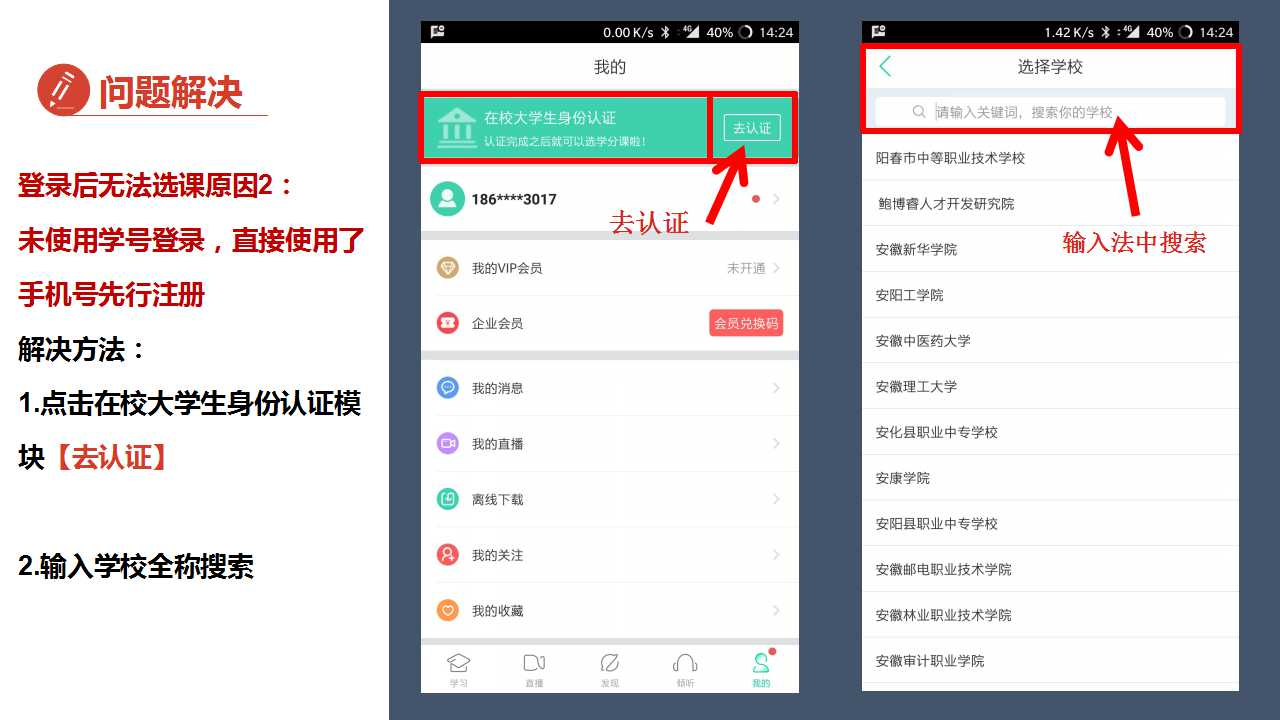 问题解决
登录后无法选课原因2：
未使用学号登录，直接使用了
手机号先行注册
解决方法：
1.点击在校大学生身份认证模
块【去认证】
2.输入学校全称搜索
0.00 K/s 4G 40% 14:24
我的
在校大学生身份认证
认证完成之后就可以选学分课啦！
去认证
186****3017
去认证
我的VIP会员 未开通
企业会员 会员兑换码
我的消息
我的直播
离线下载
我的关注
我的收藏
学习 直播 发现 倾听 我的
1.42 K/s 4G 40% 14:24
选择学校
请输入关键词，搜索你的学校
阳春市中等职业技术学校
鲍博睿人才开发研究院
输入法中搜索
安徽新华学院
安阳工学院
安徽中医药大学
安徽理工大学
安化县职业中专学校
安康学院
安阳县职业中专学校
安徽邮电职业技术学院
安徽林业职业技术学院
安徽审计职业学院